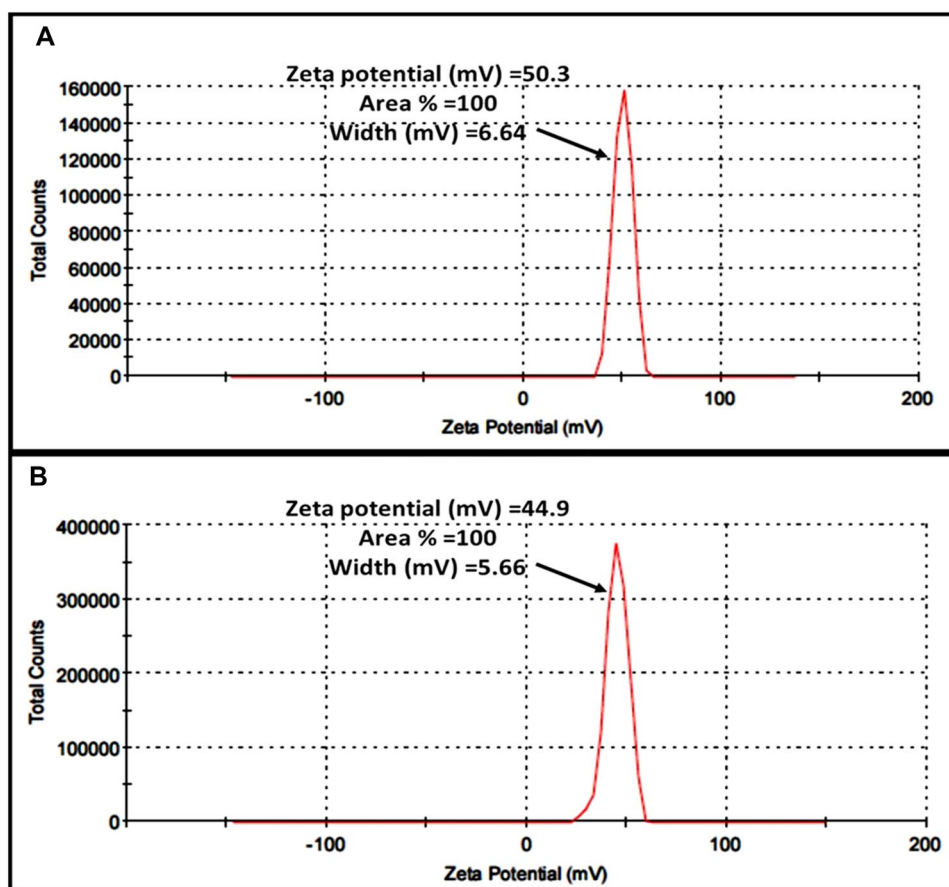 A
Zeta potential (mV) =50.3
Area % =100
Width (mV) =6.64
160000
140000
120000
100000
80000
60000
40000
20000
0
Total Counts
-100 0 100 200
Zeta Potential (mV)
B
Zeta potential (mV) =44.9
Area % =100
Width (mV) =5.66
400000
300000
200000
100000
0
Total Counts
-100 0 100 200
Zeta Potential (mV)